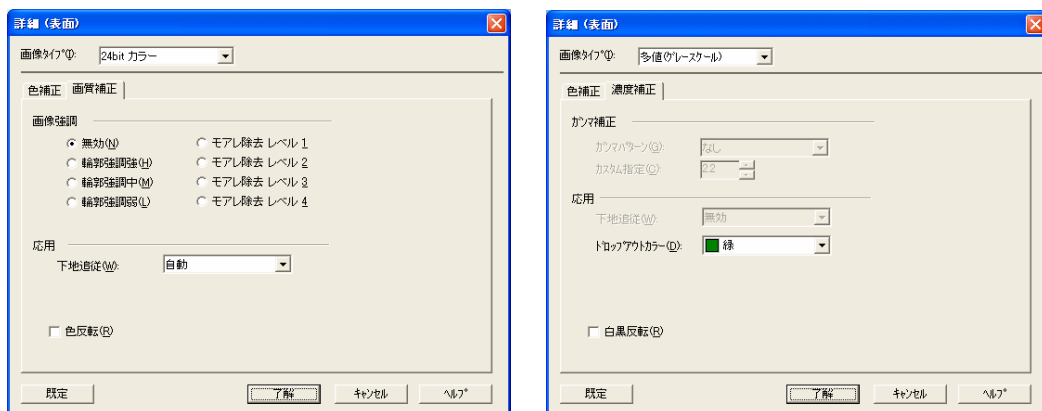 詳細 (表面)
画像タイプ(I): 24bit カラー
色補正 画質補正
画像強調
無効(N) モアレ除去 レベル 1
輪郭強調強(H) モアレ除去 レベル 2
輪郭強調中(M) モアレ除去 レベル 3
輪郭強調弱(L) モアレ除去 レベル 4
応用
下地追従(W): 自動
色反転(R)
既定 了解 キャンセル ヘルプ
詳細 (表面)
画像タイプ(I): 多値(グレースケール)
色補正 濃度補正
ガンマ補正
ガンマパターン(G): なし
カスタム指定(C): 2.2
応用
下地追従(W): 無効
ドロップアウトカラー(D): 緑
白黒反転(R)
既定 了解 キャンセル ヘルプ